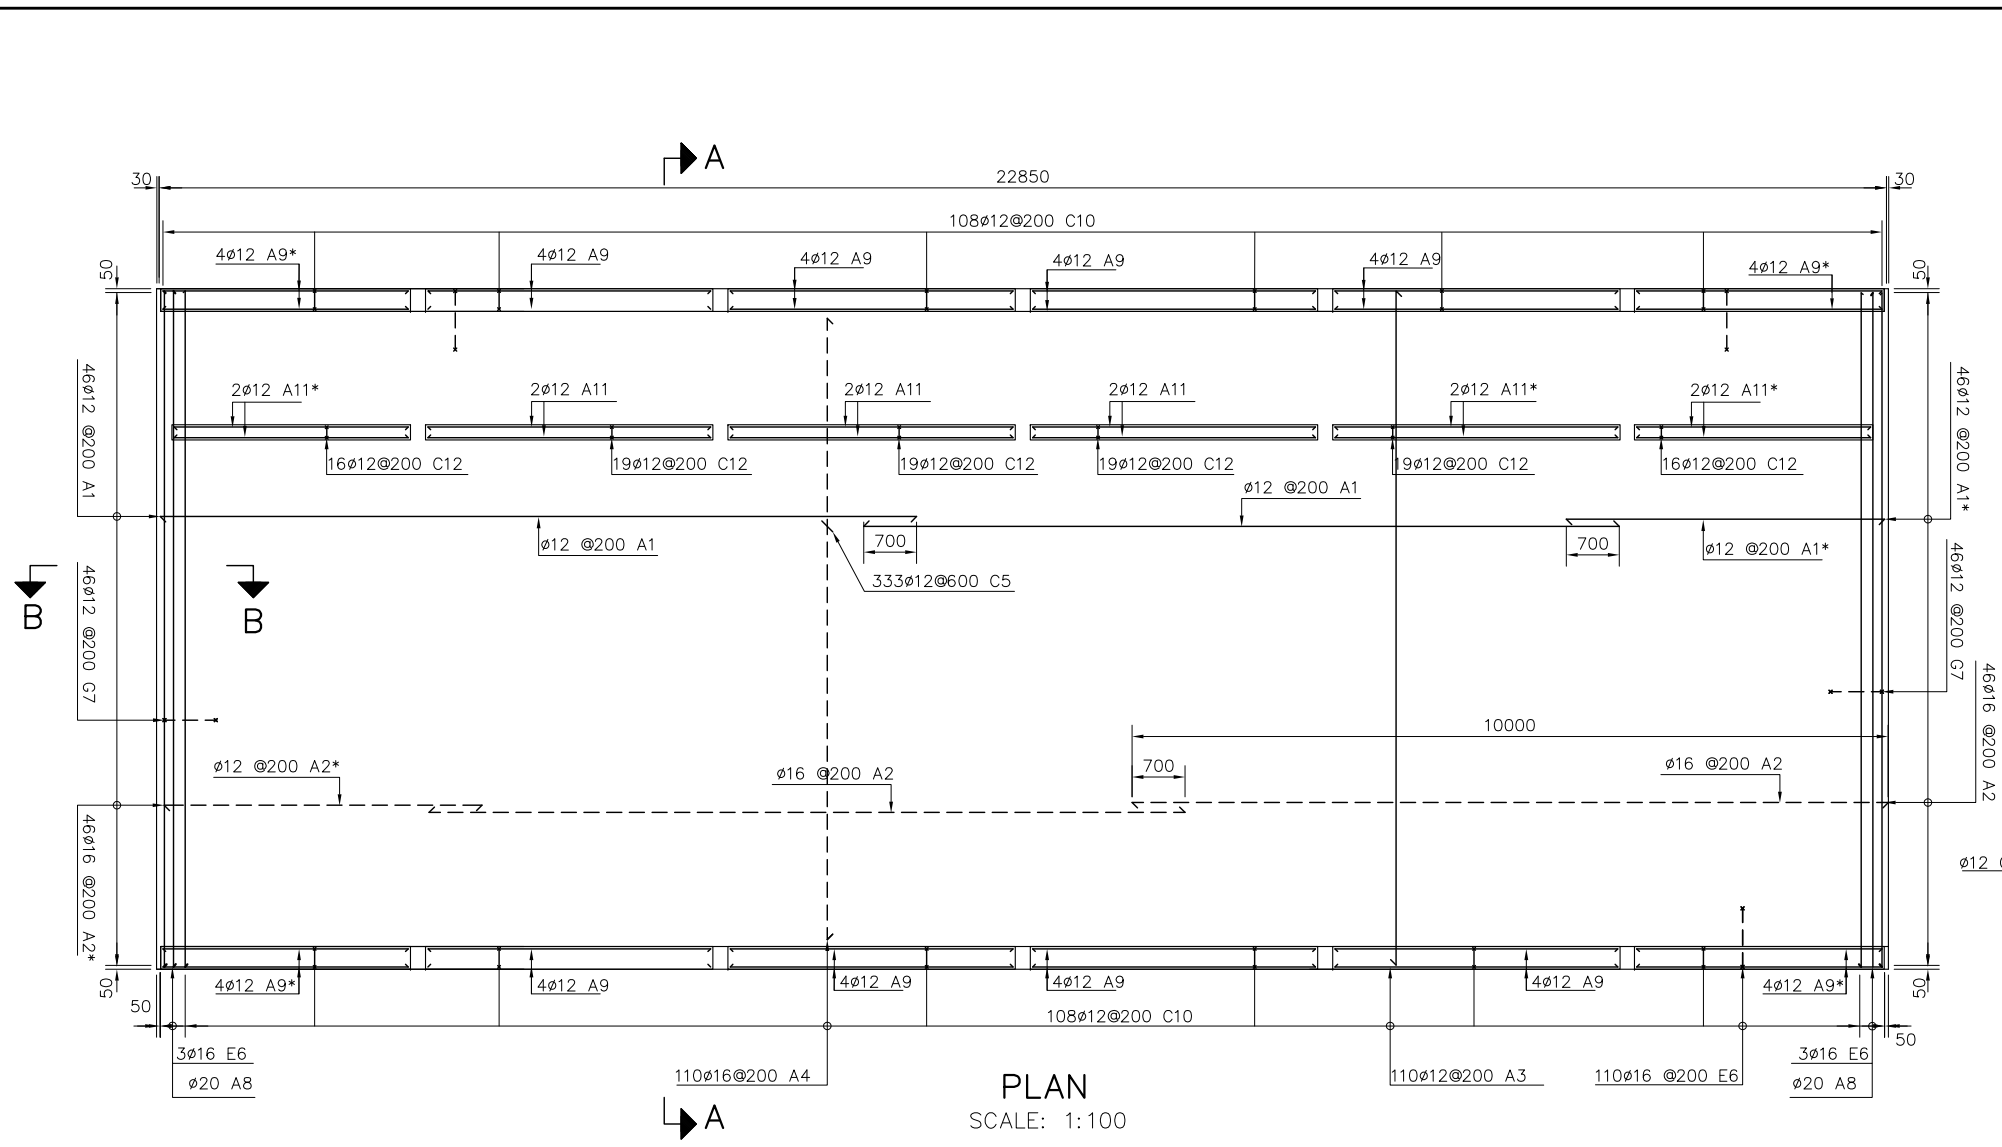 A
30
22850
30
108ø12@200 C10
4ø12 A9*
4ø12 A9
4ø12 A9
4ø12 A9
4ø12 A9
4ø12 A9*
50
50
46ø12 @200 A1
46ø12 @200 A1*
2ø12 A11*
2ø12 A11
2ø12 A11
2ø12 A11
2ø12 A11*
2ø12 A11*
16ø12@200 C12
19ø12@200 C12
19ø12@200 C12
19ø12@200 C12
19ø12@200 C12
16ø12@200 C12
ø12 @200 A1
ø12 @200 A1
700
700
ø12 @200 A1*
333ø12@600 C5
B
B
46ø12 @200 G7
46ø12 @200 G7
46ø16 @200 A2
10000
ø12 @200 A2*
ø16 @200 A2
700
ø16 @200 A2
46ø16 @200 A2*
ø12
50
50
4ø12 A9*
4ø12 A9
4ø12 A9
4ø12 A9
4ø12 A9
4ø12 A9*
50
108ø12@200 C10
50
3ø16 E6
ø20 A8
110ø16@200 A4
110ø12@200 A3
110ø16 @200 E6
3ø16 E6
ø20 A8
PLAN
SCALE: 1:100
A